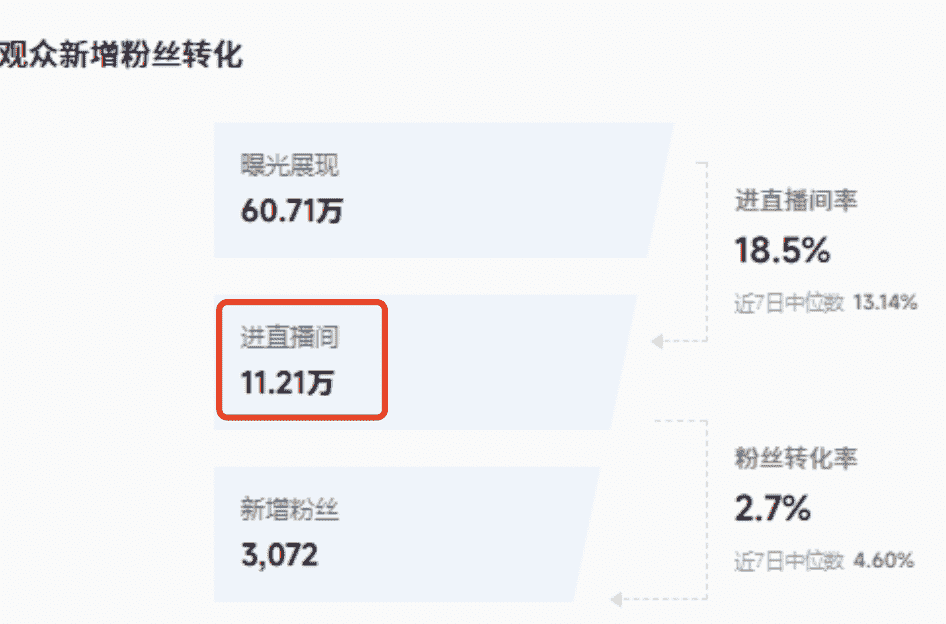 观众新增粉丝转化
曝光展现
60.71万
进直播间率
18.5%
近7日中位数 13.14%
进直播间
11.21万
粉丝转化率
2.7%
近7日中位数 4.60%
新增粉丝
3,072